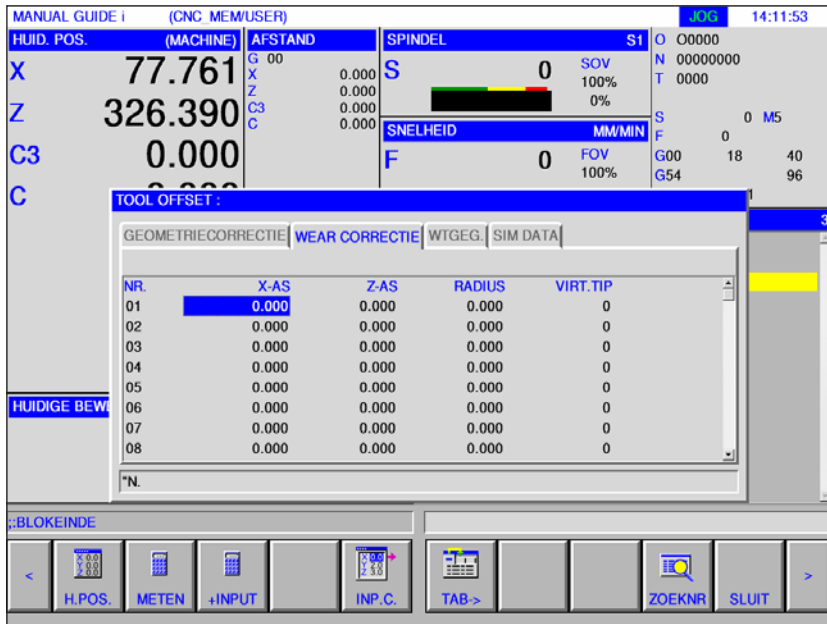 MANUAL GUIDE i (CNC_MEM/USER) JOG 14:11:53
HUID. POS. (MACHINE)
X 77.761
Z 326.390
C3 0.000
C
AFSTAND
G 00
X 0.000
Z 0.000
C3 0.000
C 0.000
SPINDEL S1
S 0 SOV
100%
0%
SNELHEID MM/MIN
F 0 FOV
100%
O O0000
N 00000000
T 0000
S 0 M5
F 0
G00 18 40
G54 96
1
3
TOOL OFFSET :
GEOMETRIECORRECTIE WEAR CORRECTIE WTGEG. SIM DATA
NR. X-AS Z-AS RADIUS VIRT.TIP
01 0.000 0.000 0.000 0
02 0.000 0.000 0.000 0
03 0.000 0.000 0.000 0
04 0.000 0.000 0.000 0
05 0.000 0.000 0.000 0
06 0.000 0.000 0.000 0
07 0.000 0.000 0.000 0
08 0.000 0.000 0.000 0
"N.
HUIDIGE BEWE
;:BLOKEINDE
< H.POS. METEN +INPUT INP.C. TAB-> ZOEKNR SLUIT >